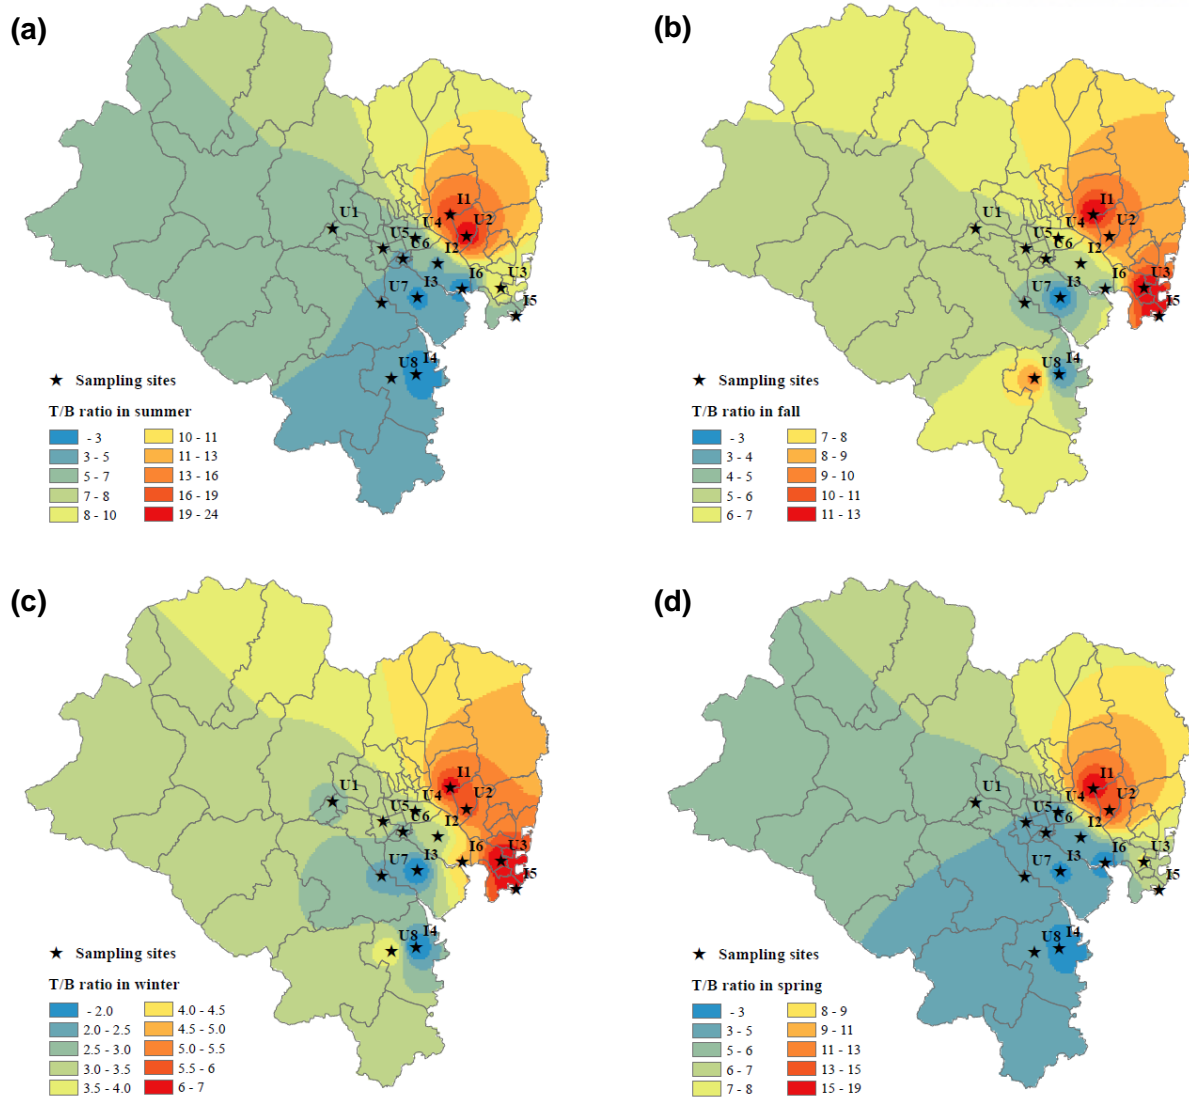 (a)
I1
U1
U4
U2
U5
U6
I2
U3
I6
U7
I3
I5
U8
I4
★ Sampling sites
T/B ratio in summer
- 3
3 - 5
5 - 7
7 - 8
8 - 10
10 - 11
11 - 13
13 - 16
16 - 19
19 - 24
(b)
I1
U1
U4
U2
U5
U6
I2
U3
I6
U7
I3
I5
U8
I4
★ Sampling sites
T/B ratio in fall
- 3
3 - 4
4 - 5
5 - 6
6 - 7
7 - 8
8 - 9
9 - 10
10 - 11
11 - 13
(c)
I1
U1
U4
U2
U5
U6
I2
U3
I6
U7
I3
I5
U8
I4
★ Sampling sites
T/B ratio in winter
- 2.0
2.0 - 2.5
2.5 - 3.0
3.0 - 3.5
3.5 - 4.0
4.0 - 4.5
4.5 - 5.0
5.0 - 5.5
5.5 - 6
6 - 7
(d)
I1
U1
U4
U2
U5
U6
I2
U3
I6
U7
I3
I5
U8
I4
★ Sampling sites
T/B ratio in spring
- 3
3 - 5
5 - 6
6 - 7
7 - 8
8 - 9
9 - 11
11 - 13
13 - 15
15 - 19